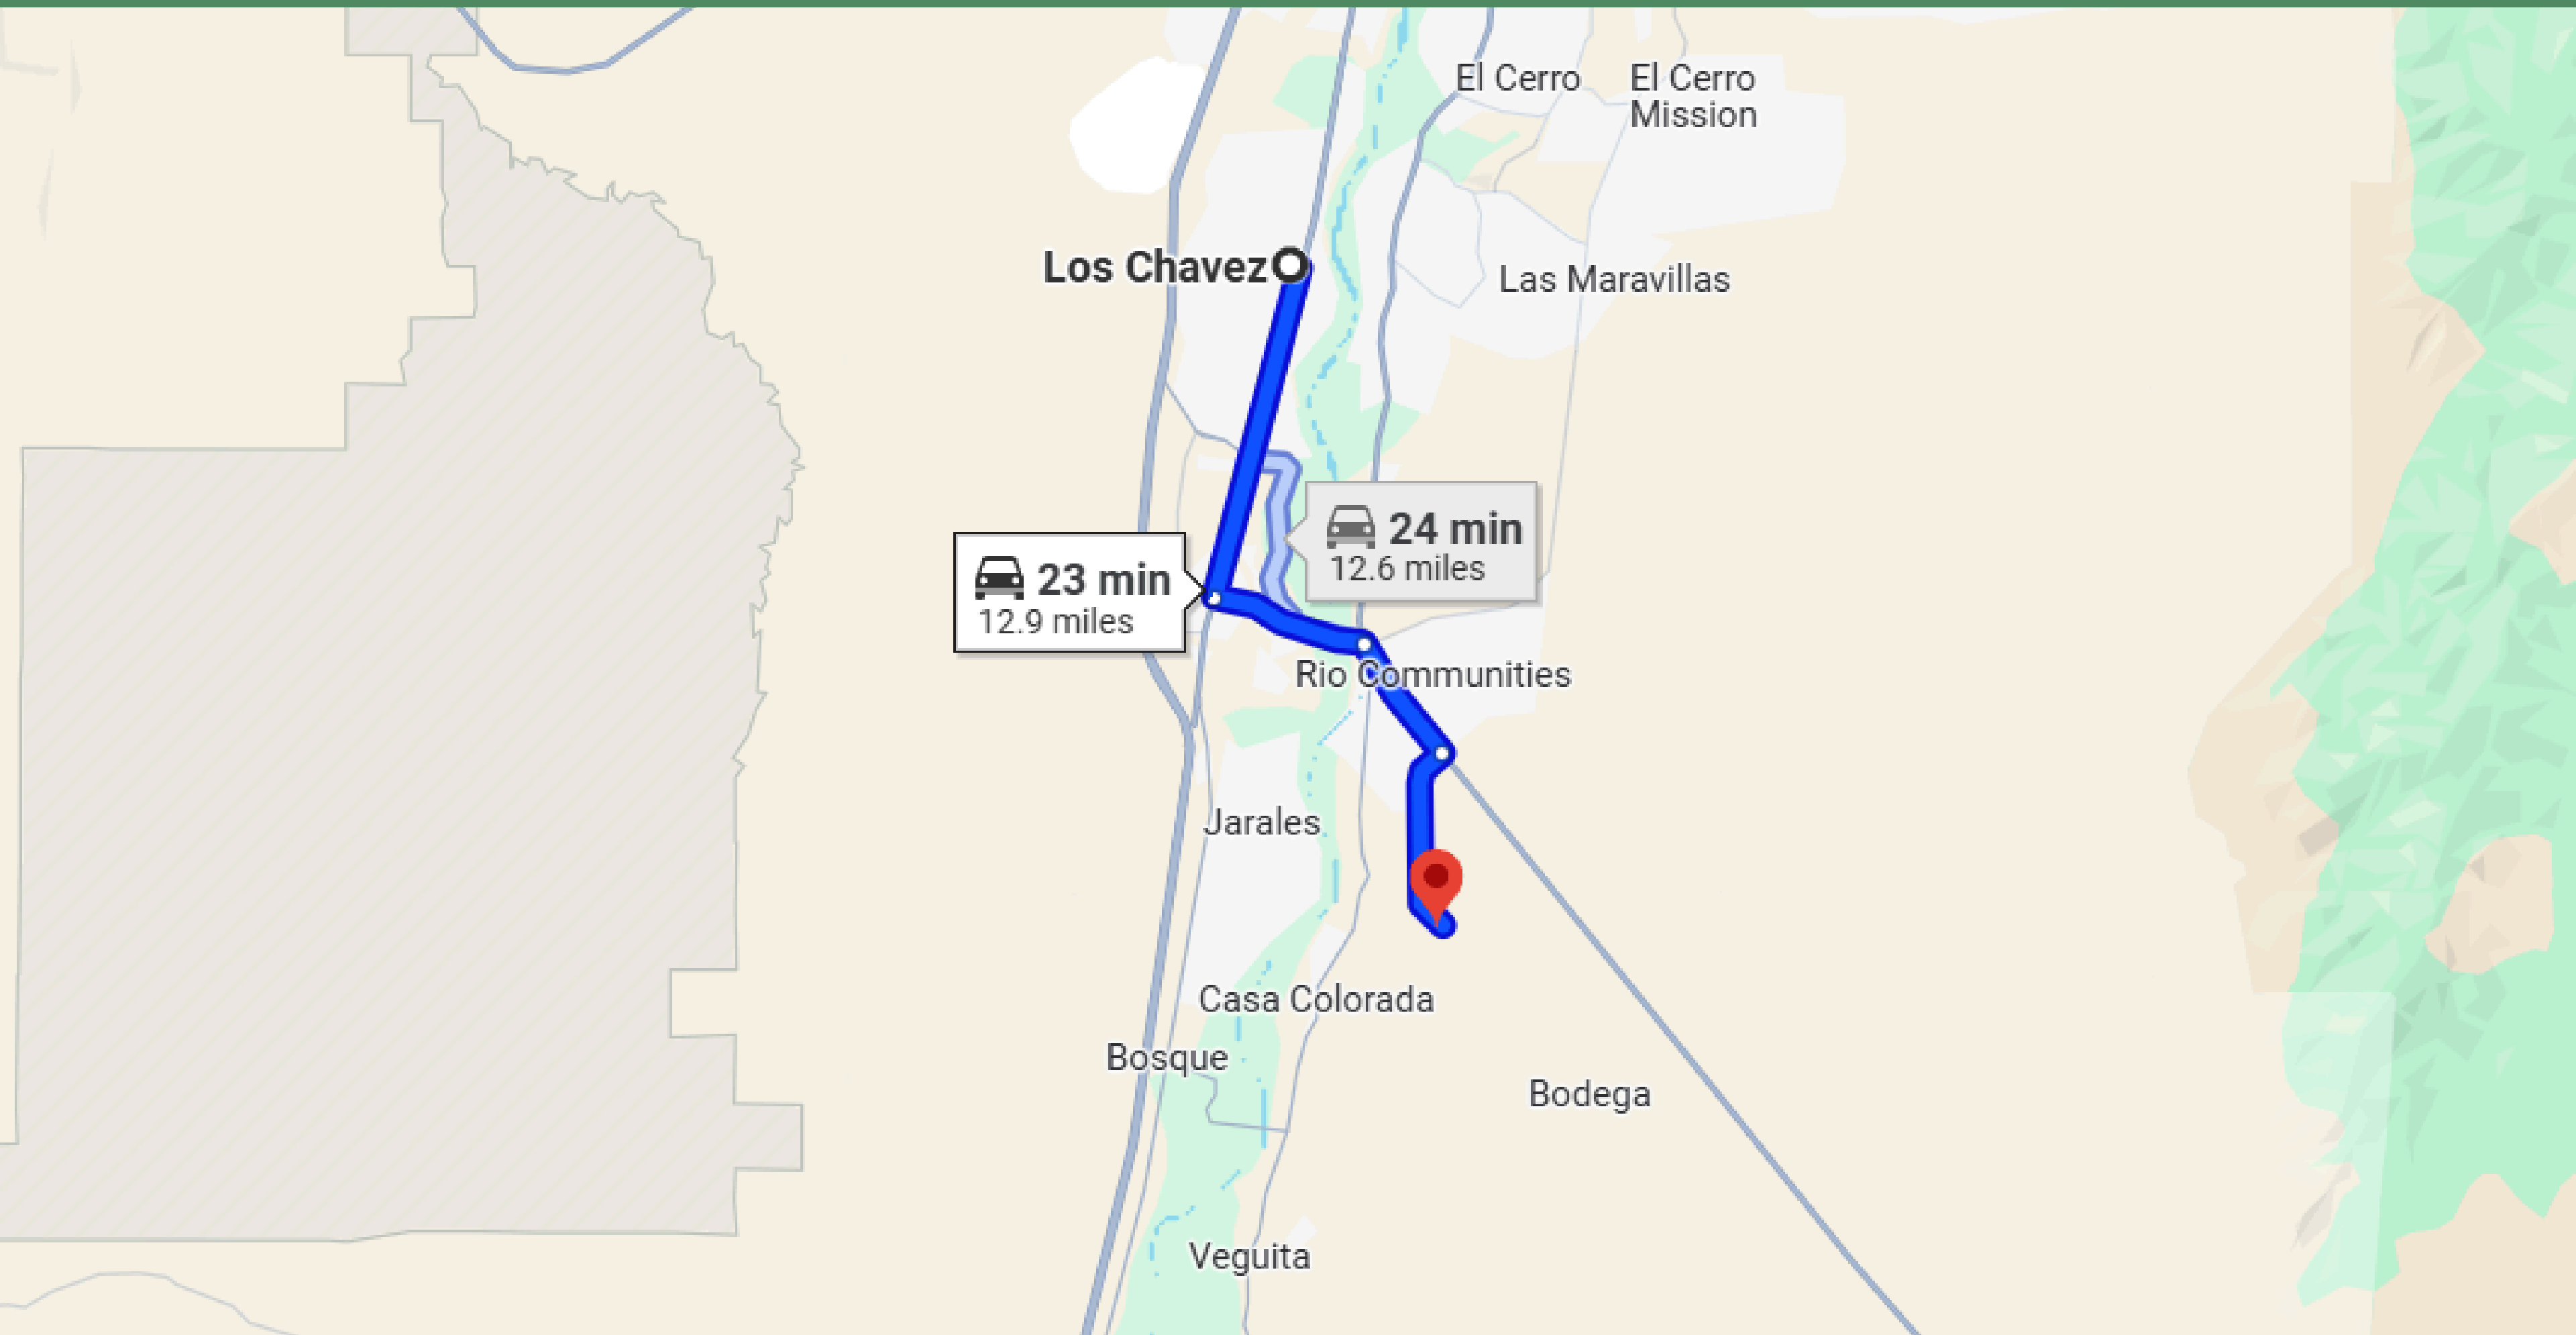 El Cerro
El Cerro
Mission
Los Chavez
Las Maravillas
24 min
12.6 miles
23 min
12.9 miles
Rio Communities
Jarales
Casa Colorada
Bosque
Bodega
Veguita